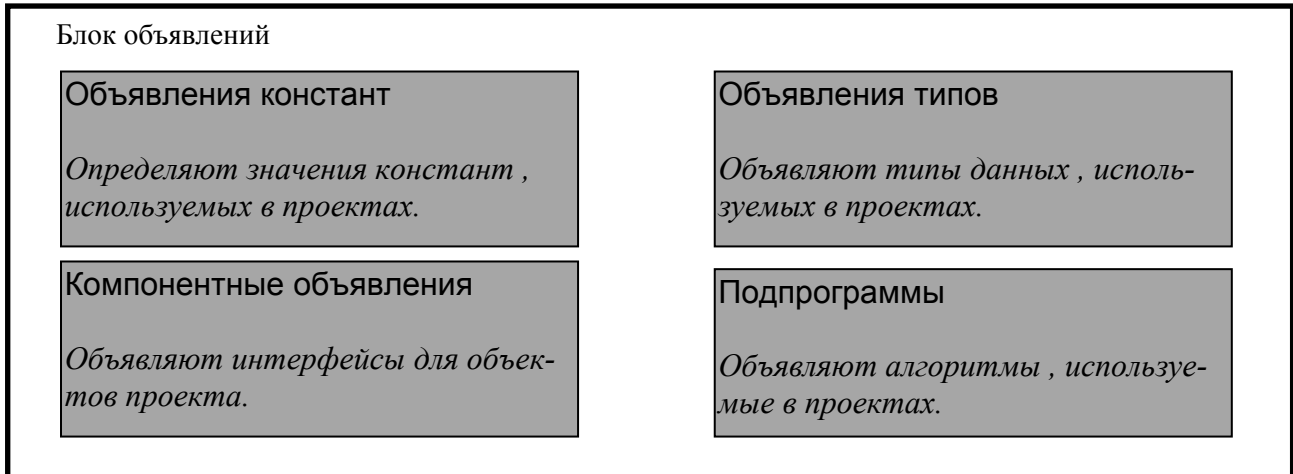 Блок объявлений
Объявления констант
Определяют значения констант ,
используемых в проектах.
Объявления типов
Объявляют типы данных , исполь-
зуемых в проектах.
Компонентные объявления
Объявляют интерфейсы для объек-
тов проекта.
Подпрограммы
Объявляют алгоритмы , используе-
мые в проектах.